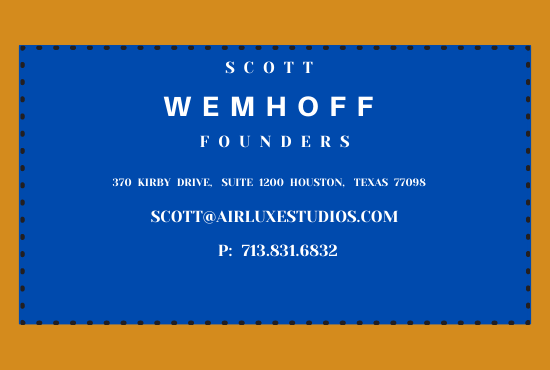 SCOTT
WEMHOFF
FOUNDERS
370 KIRBY DRIVE, SUITE 1200 HOUSTON, TEXAS 77098
SCOTT@AIRLUXESTUDIOS.COM
P: 713.831.6832